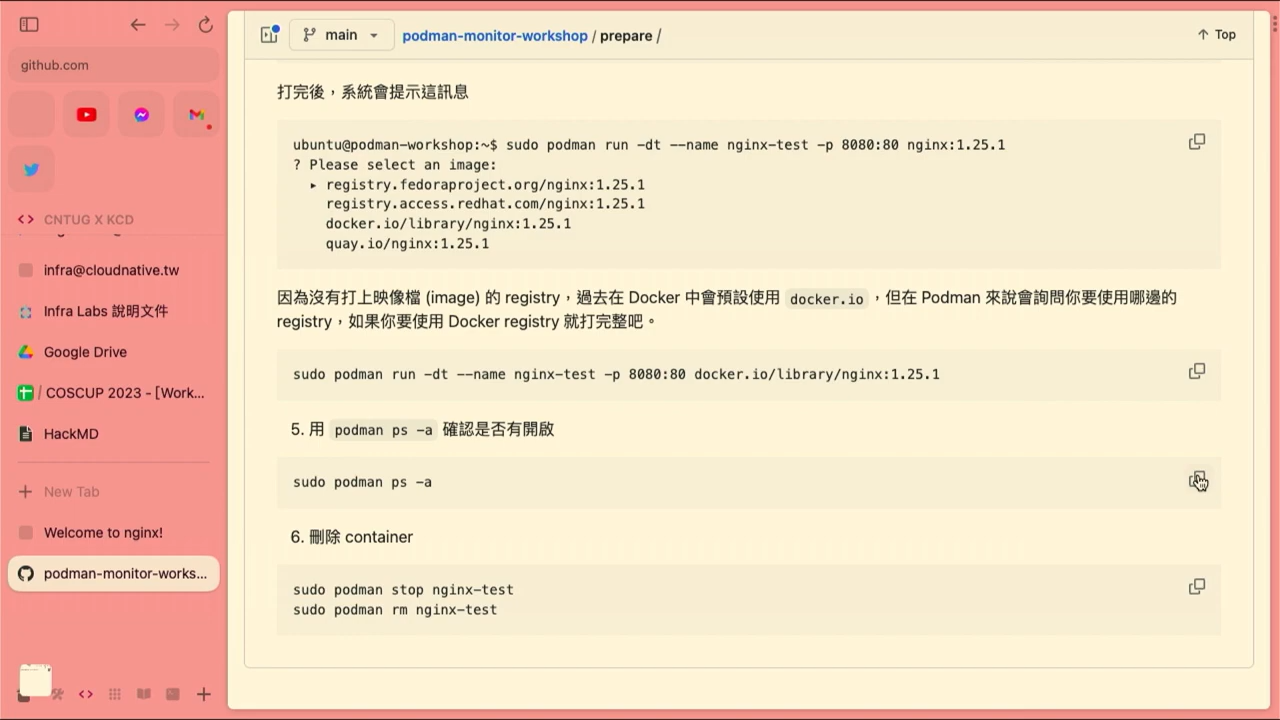 main
podman-monitor-workshop / prepare /
Top
github.com
CNTUG X KCD
infra@cloudnative.tw
Infra Labs 說明文件
Google Drive
/ COSCUP 2023 - [Work...
HackMD
New Tab
Welcome to nginx!
podman-monitor-works...
打完後，系統會提示這訊息
ubuntu@podman-workshop:~$ sudo podman run -dt --name nginx-test -p 8080:80 nginx:1.25.1
? Please select an image:
▸ registry.fedoraproject.org/nginx:1.25.1
registry.access.redhat.com/nginx:1.25.1
docker.io/library/nginx:1.25.1
quay.io/nginx:1.25.1
因為沒有打上映像檔 (image) 的 registry，過去在 Docker 中會預設使用 docker.io ，但在 Podman 來說會詢問你要使用哪邊的
registry，如果你要使用 Docker registry 就打完整吧。
sudo podman run -dt --name nginx-test -p 8080:80 docker.io/library/nginx:1.25.1
5. 用 podman ps -a 確認是否有開啟
sudo podman ps -a
6. 刪除 container
sudo podman stop nginx-test
sudo podman rm nginx-test